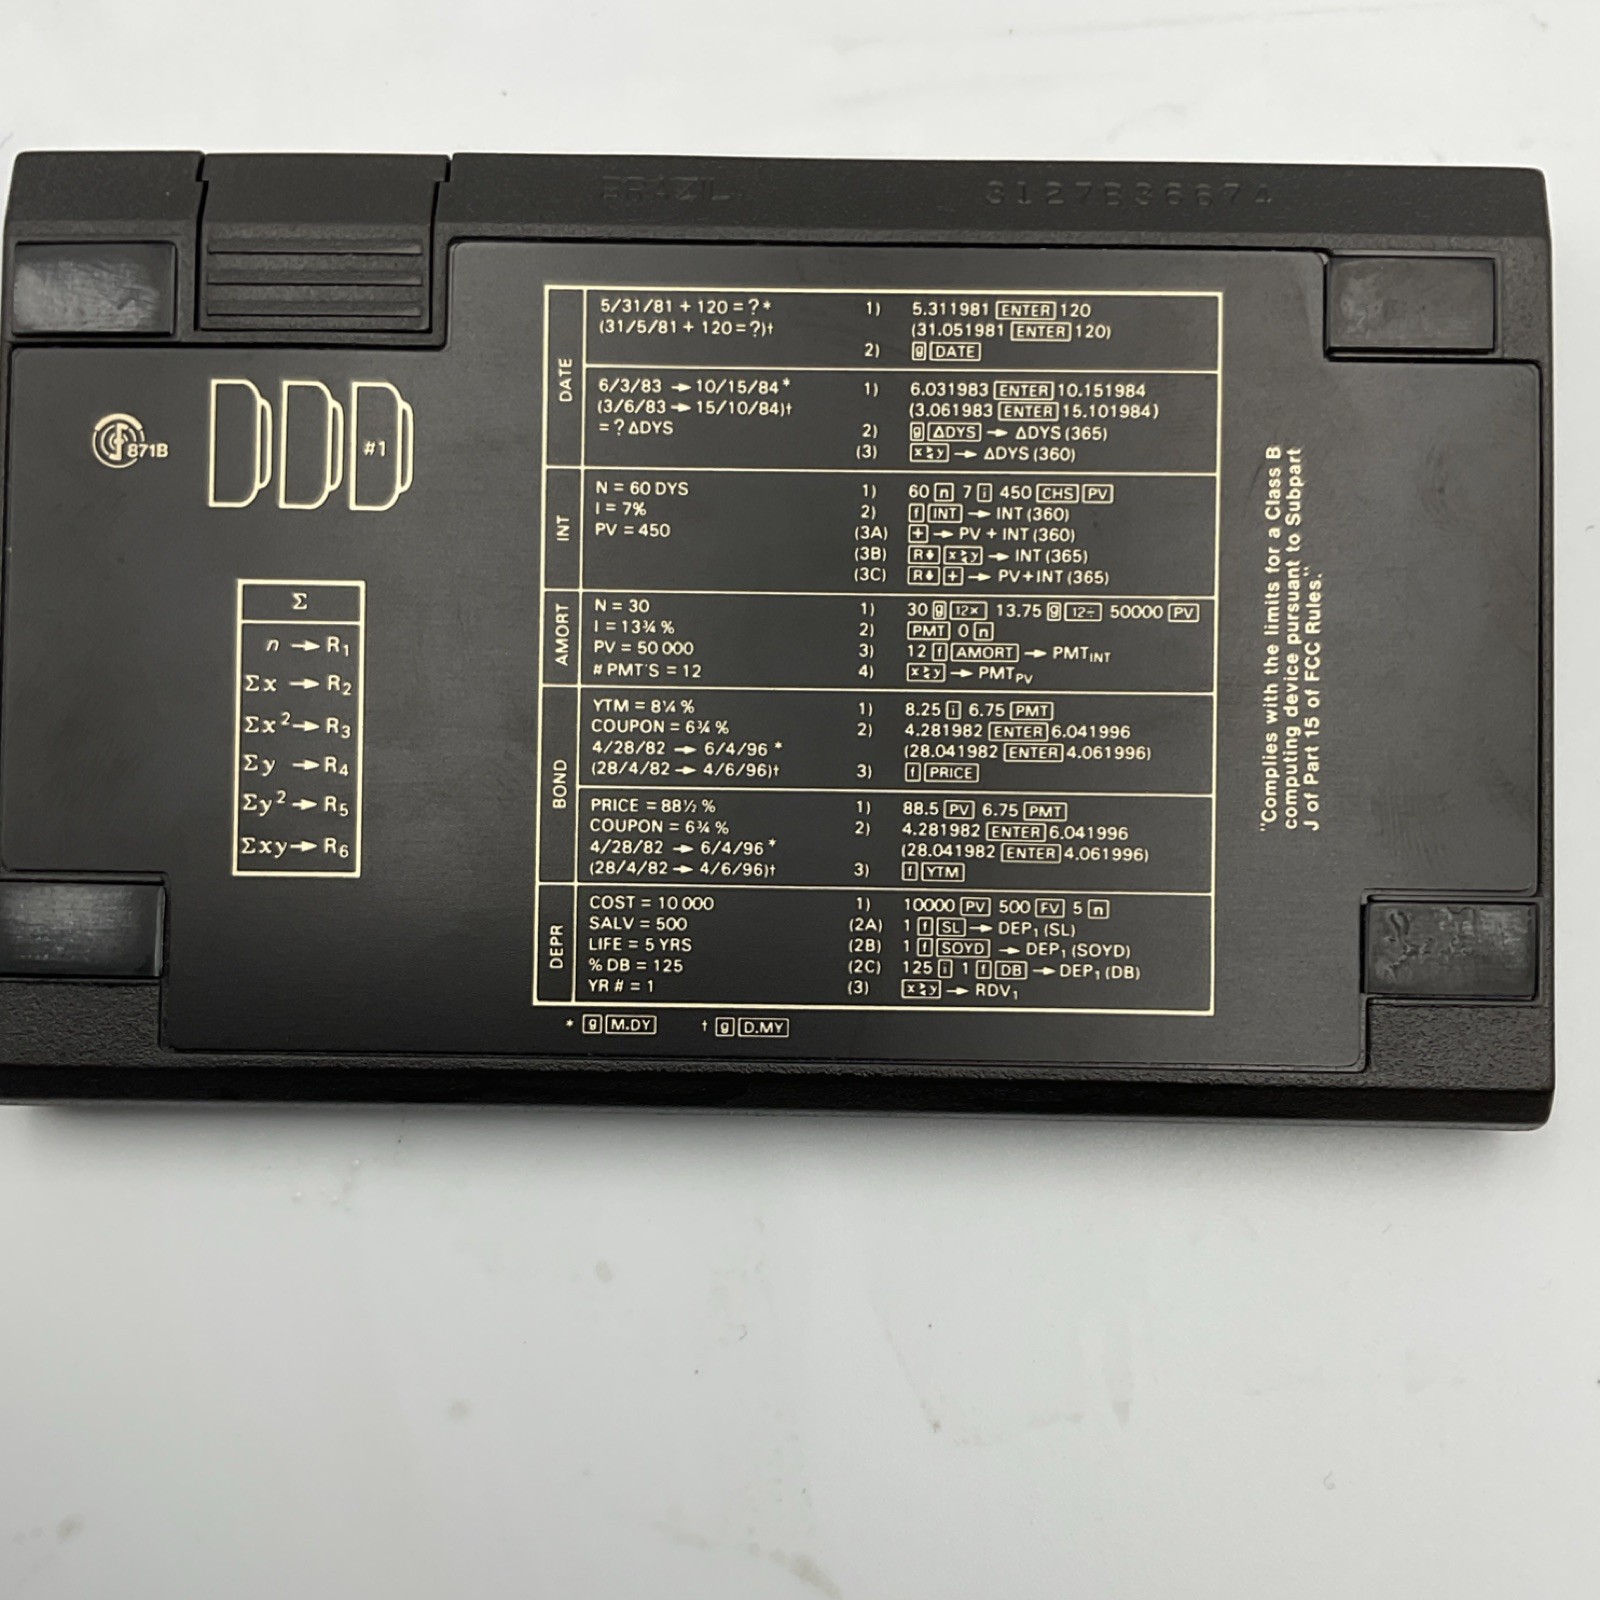 BRAZIL
3127B36674
871B
#1
Σ
n → R1
Σx → R2
Σx² → R3
Σy → R4
Σy² → R5
Σxy → R6
DATE
5/31/81 + 120 = ? * 1) 5.311981 ENTER 120
(31/5/81 + 120 = ?)† (31.051981 ENTER 120)
2) g DATE
6/3/83 → 10/15/84 * 1) 6.031983 ENTER 10.151984
(3/6/83 → 15/10/84)† (3.061983 ENTER 15.101984)
= ? ΔDYS 2) g ΔDYS → ΔDYS (365)
(3) x≷y → ΔDYS (360)
INT
N = 60 DYS 1) 60 n 7 i 450 CHS PV
I = 7% 2) f INT → INT (360)
PV = 450 (3A) + → PV + INT (360)
(3B) R↓ x≷y → INT (365)
(3C) R↓ + → PV+INT (365)
AMORT
N = 30 1) 30 g 12× 13.75 g 12÷ 50000 PV
I = 13¾ % 2) PMT 0 n
PV = 50 000 3) 12 f AMORT → PMT INT
# PMT'S = 12 4) x≷y → PMT PV
BOND
YTM = 8¼ % 1) 8.25 i 6.75 PMT
COUPON = 6¾ % 2) 4.281982 ENTER 6.041996
4/28/82 → 6/4/96 * (28.041982 ENTER 4.061996)
(28/4/82 → 4/6/96)† 3) f PRICE
PRICE = 88½ % 1) 88.5 PV 6.75 PMT
COUPON = 6¾ % 2) 4.281982 ENTER 6.041996
4/28/82 → 6/4/96 * (28.041982 ENTER 4.061996)
(28/4/82 → 4/6/96)† 3) f YTM
DEPR
COST = 10 000 1) 10000 PV 500 FV 5 n
SALV = 500 (2A) 1 f SL → DEP1 (SL)
LIFE = 5 YRS (2B) 1 f SOYD → DEP1 (SOYD)
% DB = 125 (2C) 125 i 1 f DB → DEP1 (DB)
YR # = 1 (3) x≷y → RDV1
* g M.DY † g D.MY
"Complies with the limits for a Class B
computing device pursuant to Subpart
J of Part 15 of FCC Rules."